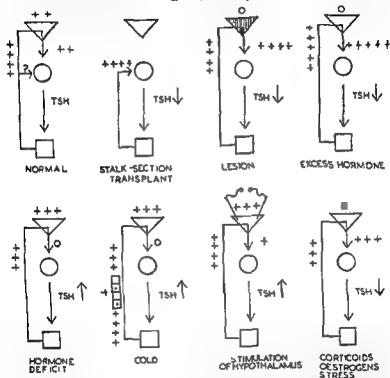 ++
++
++++
++++
+++++
?
TSH
TSH ↓
TSH ↓
TSH ↓
NORMAL
STALK-SECTION
TRANSPLANT
LESION
EXCESS HORMONE
+++
+++
+++
+
+++
TSH ↑
TSH ↑
TSH ↑
TSH ↓
HORMONE
DEFICIT
COLD
STIMULATION
OF HYPOTHALAMUS
CORTICOIDS
OESTROGENS
STRESS